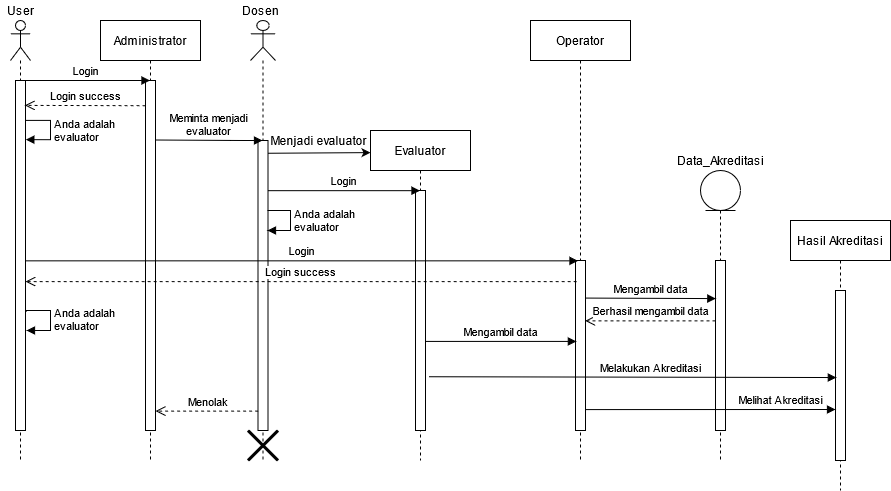 User
Dosen
Administrator
Operator
Login
Login success
Anda adalah
evaluator
Meminta menjadi
evaluator
Menjadi evaluator
Evaluator
Data_Akreditasi
Login
Anda adalah
evaluator
Hasil Akreditasi
Login
Login success
Mengambil data
Berhasil mengambil data
Anda adalah
evaluator
Mengambil data
Melakukan Akreditasi
Melihat Akreditasi
Menolak